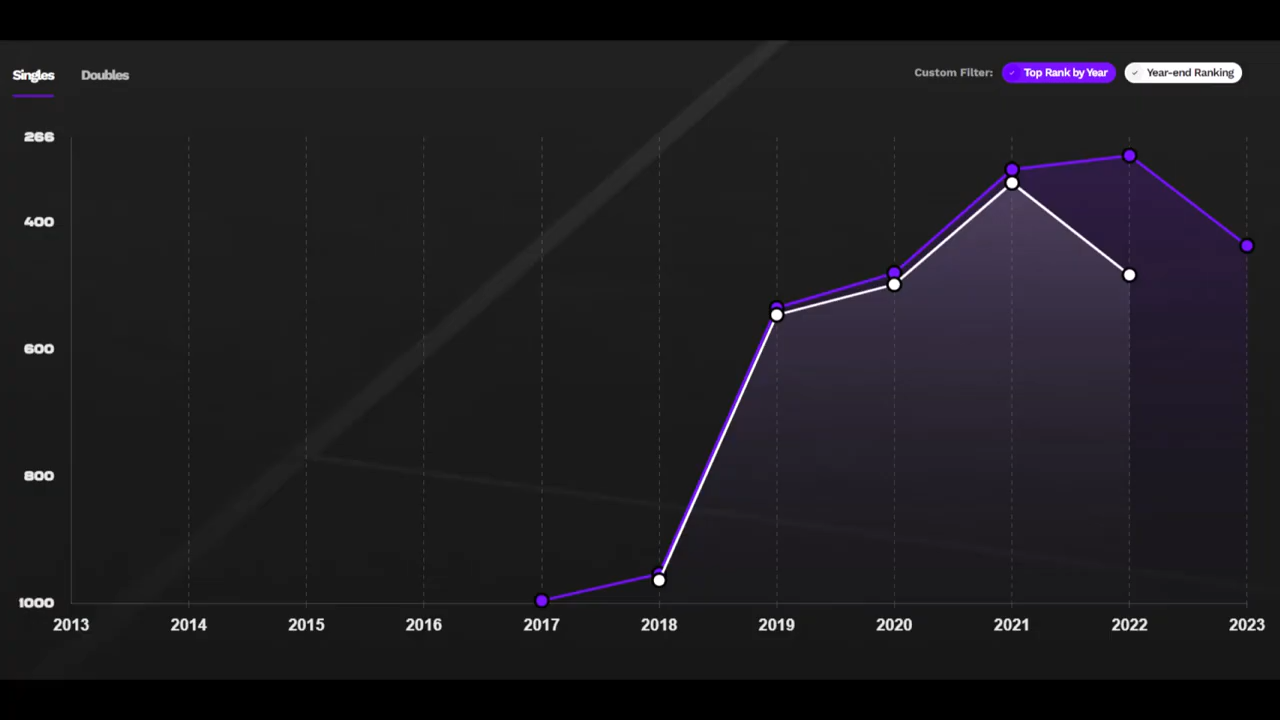 Singles Doubles Custom Filter: Top Rank by Year Year-end Ranking
266
400
600
800
1000
2013 2014 2015 2016 2017 2018 2019 2020 2021 2022 2023